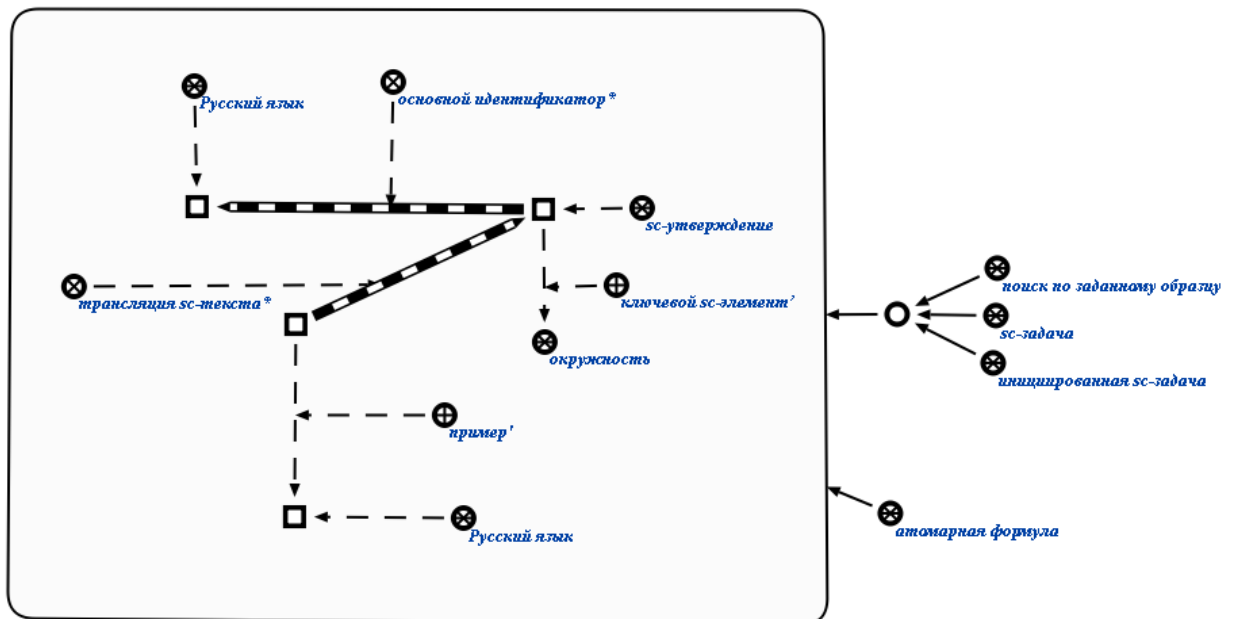 Русский язык
основной идентификатор*
sc-утверждение
трансляция sc-текста*
ключевой sc-элемент’
поиск по заданному образцу
sc-задача
окружность
инициированная sc-задача
пример'
Русский язык
атомарная формула